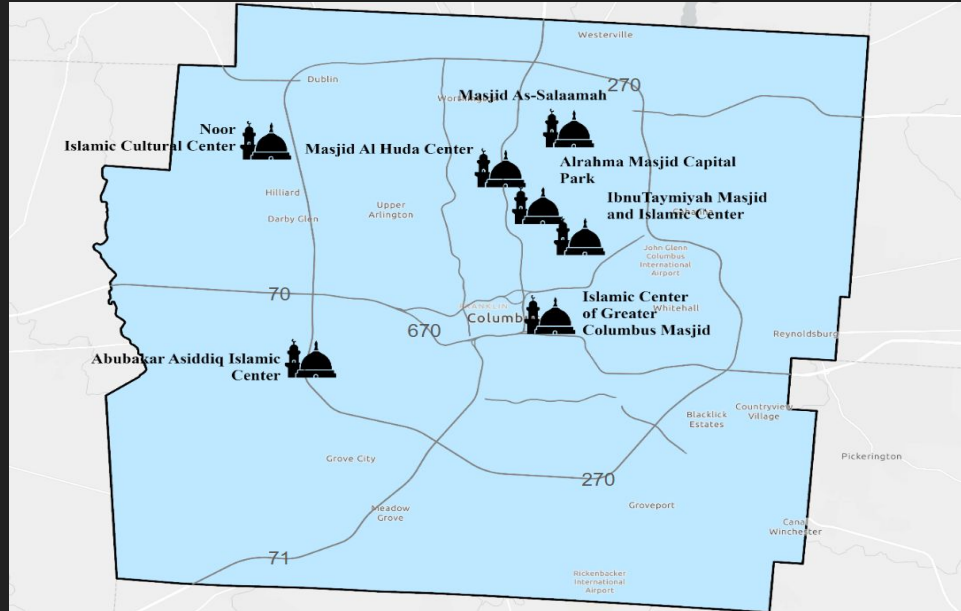 Westerville
270
Dublin
Masjid As-Salaamah
Noor
Islamic Cultural Center
Masjid Al Huda Center
Alrahma Masjid Capital
Park
Hilliard
Darby Glen
Upper
Arlington
IbnuTaymiyah Masjid
and Islamic Center
John Glenn
Columbus
International
Airport
70
670
Islamic Center
of Greater
Columbus Masjid
Whitehall
Reynoldsburg
Abubakar Asiddiq Islamic
Center
Blacklick
Estates
Countryview
Village
Pickerington
Grove City
270
Meadow
Grove
Groveport
Canal
Winchester
71
Rickenbacker
International
Airport